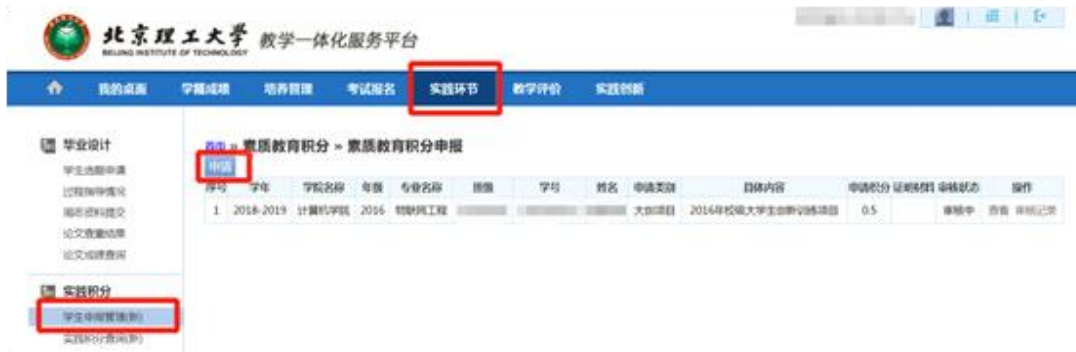 北京理工大学 教学一体化服务平台
BEIJING INSTITUTE OF TECHNOLOGY
我的桌面 学籍成绩 培养管理 考试报名 实践环节 教学评价 实践创新
毕业设计
首页 » 素质教育积分 » 素质教育积分申报
学生选题申请
申请
过程指导情况
序号 学年 学院名称 年级 专业名称 班级 学号 姓名 申请类别 具体内容 申请积分 证明材料 审核状态 操作
1 2018-2019 计算机学院 2016 物联网工程 大创项目 2016年校级大学生创新训练项目 0.5 审核中 查看 审核记录
相关资料提交
论文查重结果
论文成绩查询
实践积分
学生申报管理(新)
实践积分查询(新)